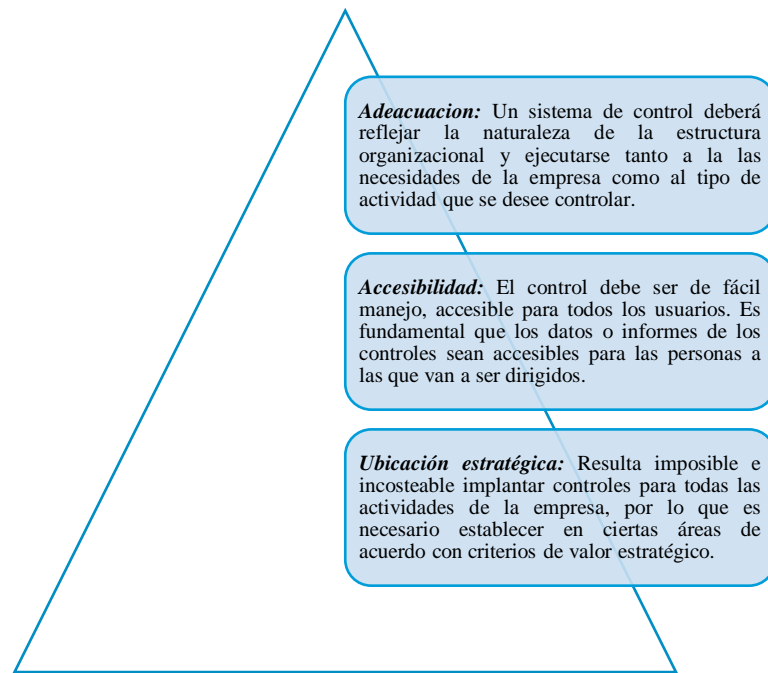 Adeacuacion: Un sistema de control deberá
reflejar la naturaleza de la estructura
organizacional y ejecutarse tanto a la las
necesidades de la empresa como al tipo de
actividad que se desee controlar.
Accesibilidad: El control debe ser de fácil
manejo, accesible para todos los usuarios. Es
fundamental que los datos o informes de los
controles sean accesibles para las personas a
las que van a ser dirigidos.
Ubicación estratégica: Resulta imposible e
incosteable implantar controles para todas las
actividades de la empresa, por lo que es
necesario establecer en ciertas áreas de
acuerdo con criterios de valor estratégico.